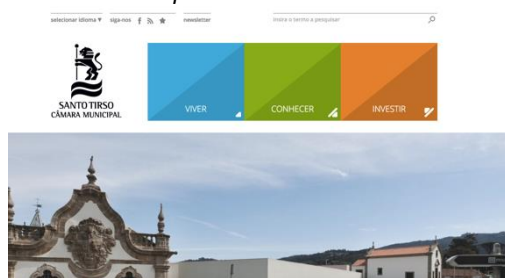 selecionar idioma ▼ siga-nos newsletter insira o termo a pesquisar
SANTO TIRSO
CÂMARA MUNICIPAL
VIVER CONHECER INVESTIR